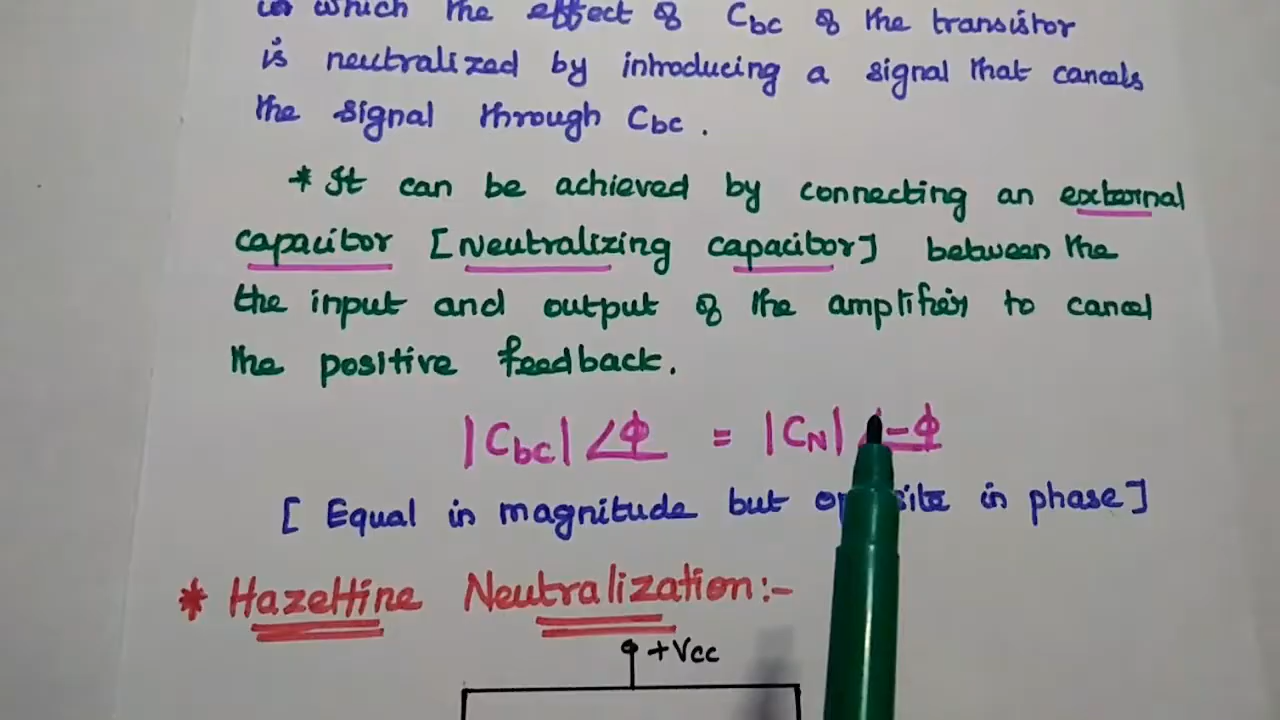 in which the effect of Cbc of the transistor
is neutralized by introducing a signal that cancels
the signal through Cbc.
* It can be achieved by connecting an external
capacitor [Neutralizing capacitor] between the
the input and output of the amplifier to cancel
the positive feedback.
|Cbc| ∠ϕ = |CN| ∠-ϕ
[ Equal in magnitude but opposite in phase ]
* Hazeltine Neutralization:-
+Vcc